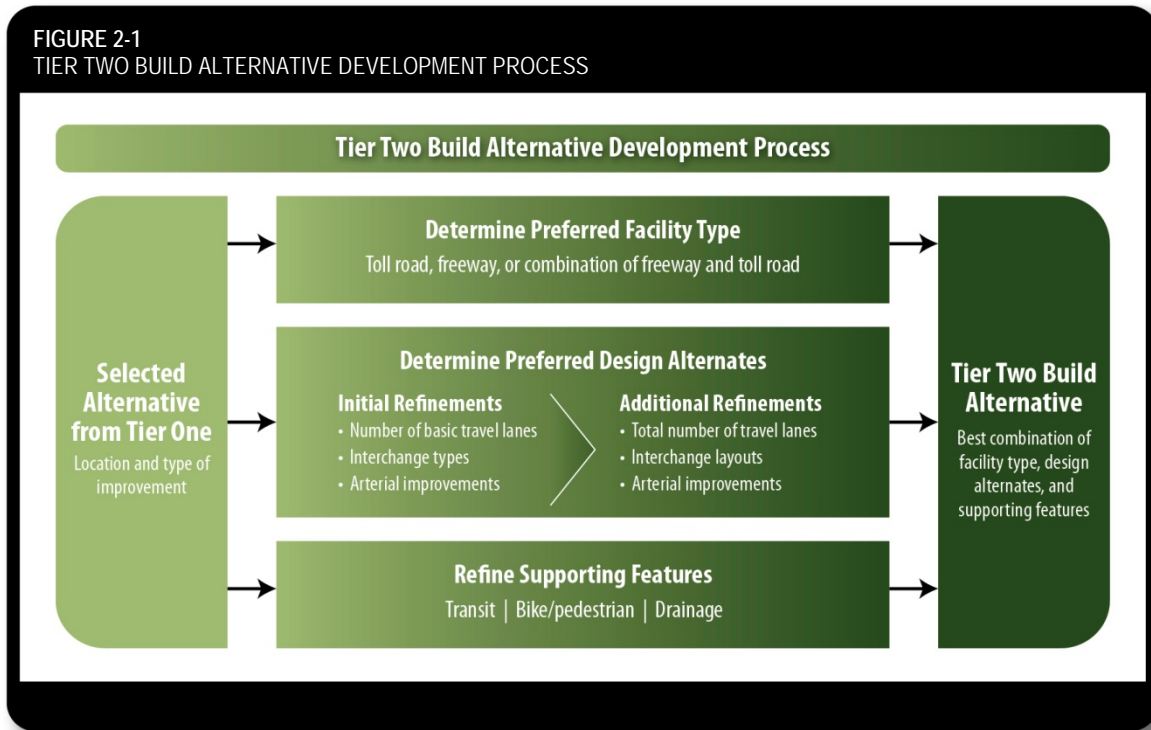 FIGURE 2-1
TIER TWO BUILD ALTERNATIVE DEVELOPMENT PROCESS
Tier Two Build Alternative Development Process
Selected
Alternative
from Tier One
Location and type of
improvement
Determine Preferred Facility Type
Toll road, freeway, or combination of freeway and toll road
Determine Preferred Design Alternates
Initial Refinements
• Number of basic travel lanes
• Interchange types
• Arterial improvements
Additional Refinements
• Total number of travel lanes
• Interchange layouts
• Arterial improvements
Refine Supporting Features
Transit | Bike/pedestrian | Drainage
Tier Two Build
Alternative
Best combination of
facility type, design
alternates, and
supporting features